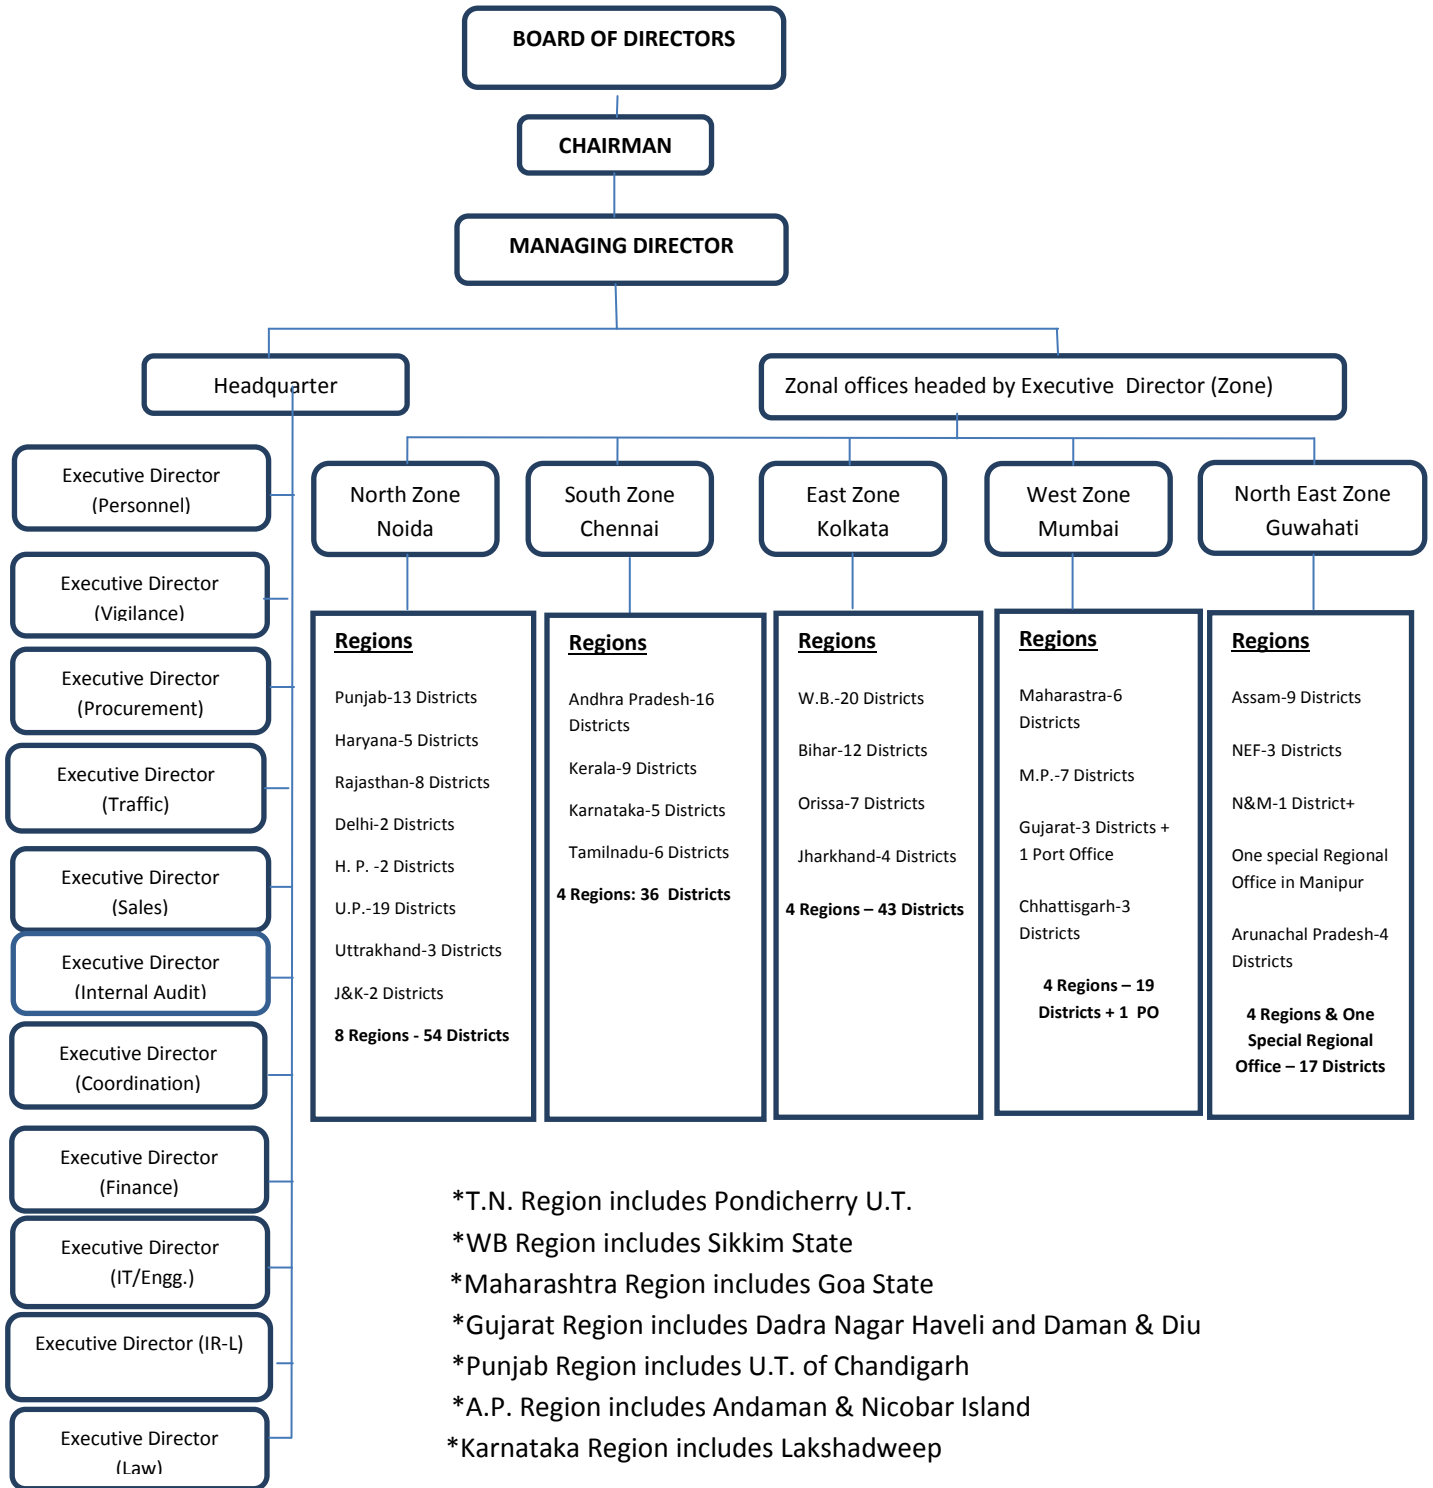 BOARD OF DIRECTORS
CHAIRMAN
MANAGING DIRECTOR
Headquarter
Zonal offices headed by Executive  Director (Zone)
Executive Director
(Personnel)
Executive Director
(Vigilance)
Executive Director
(Procurement)
Executive Director
(Traffic)
Executive Director
(Sales)
Executive Director
(Internal Audit)
Executive Director
(Coordination)
Executive Director
(Finance)
Executive Director
(IT/Engg.)
Executive Director (IR-L)
Executive Director
(Law)
North Zone
Noida
South Zone
Chennai
East Zone
Kolkata
West Zone
Mumbai
North East Zone
Guwahati
Regions
Punjab-13 Districts
Haryana-5 Districts
Rajasthan-8 Districts
Delhi-2 Districts
H. P. -2 Districts
U.P.-19 Districts
Uttrakhand-3 Districts
J&K-2 Districts
8 Regions - 54 Districts
Regions
Andhra Pradesh-16
Districts
Kerala-9 Districts
Karnataka-5 Districts
Tamilnadu-6 Districts
4 Regions: 36  Districts
Regions
W.B.-20 Districts
Bihar-12 Districts
Orissa-7 Districts
Jharkhand-4 Districts
4 Regions – 43 Districts
Regions
Maharastra-6
Districts
M.P.-7 Districts
Gujarat-3 Districts +
1 Port Office
Chhattisgarh-3
Districts
4 Regions – 19
Districts + 1  PO
Regions
Assam-9 Districts
NEF-3 Districts
N&M-1 District+
One special Regional
Office in Manipur
Arunachal Pradesh-4
Districts
4 Regions & One
Special Regional
Office – 17 Districts
*T.N. Region includes Pondicherry U.T.
*WB Region includes Sikkim State
*Maharashtra Region includes Goa State
*Gujarat Region includes Dadra Nagar Haveli and Daman & Diu
*Punjab Region includes U.T. of Chandigarh
*A.P. Region includes Andaman & Nicobar Island
*Karnataka Region includes Lakshadweep